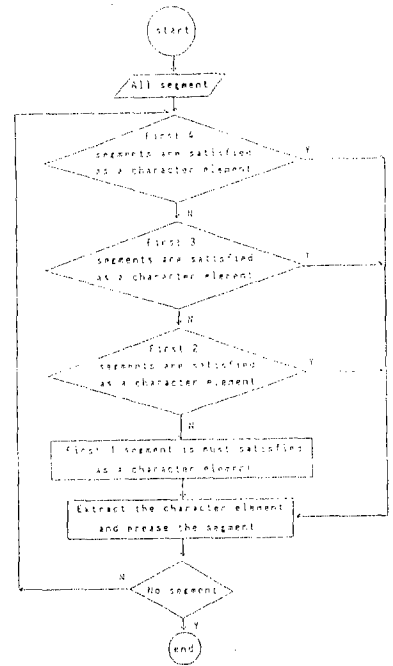 start
All segment
First 4
segments are satisfied
as a character element
Y
N
First 3
segments are satisfied
as a character element
Y
N
First 2
segments are satisfied
as a character element
Y
N
First 1 segment is must satisfied
as a character element
Extract the character element
and erease the segment
N
No segment
Y
end